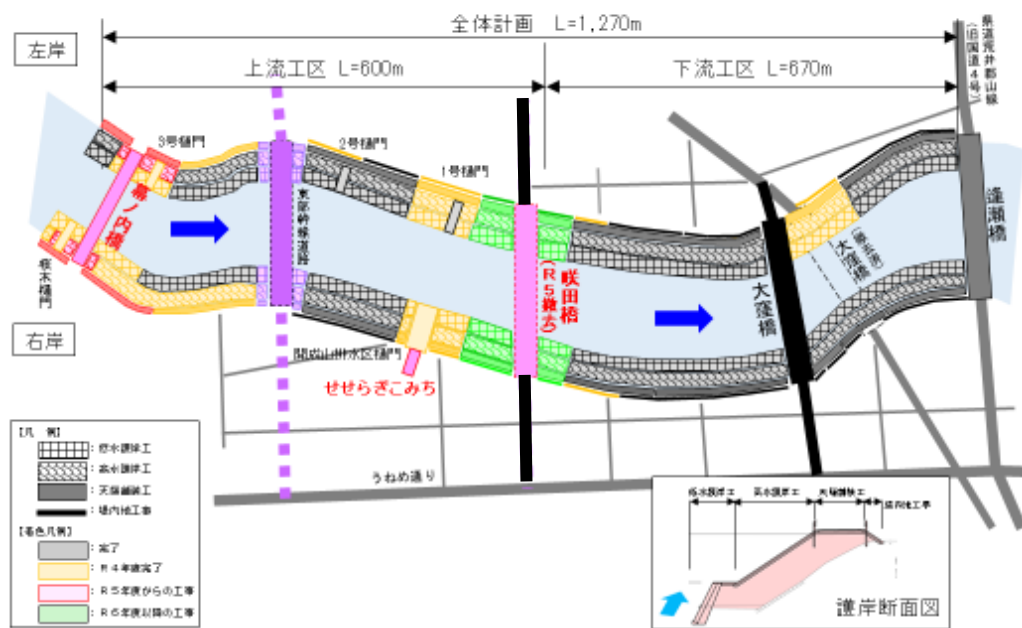 全体計画 L=1,270m
左岸
上流工区 L=600m
下流工区 L=670m
県道荒井郡山線
(旧国道4号)
3号樋門
2号樋門
1号樋門
幕ノ内橋
東部幹線道路
咲田橋
(R5撤去)
大窪橋
大窪橋
逢瀬橋
桜木樋門
右岸
開成山排水区樋門
せせらぎこみち
うねめ通り
【凡 例】
:低水護岸工
:高水護岸工
:天端舗装工
:堤内地工事
【着色凡例】
:完了
:R4年度完了
:R5年度からの工事
:R6年度以降の工事
低水護岸工
高水護岸工
天端舗装工
堤内地工事
護岸断面図